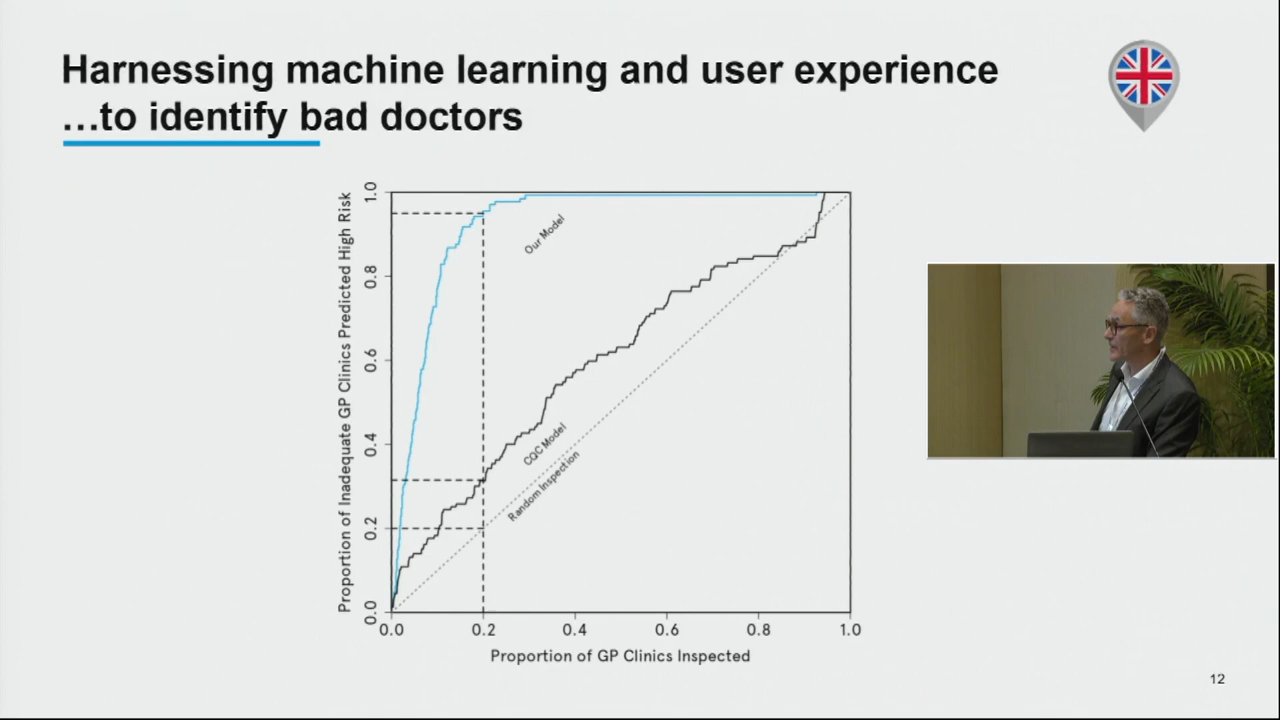 Harnessing machine learning and user experience
...to identify bad doctors
Proportion of Inadequate GP Clinics Predicted High Risk
1.0
0.8
0.6
0.4
0.2
0.0
Our Model
CQC Model
Random Inspection
0.0 0.2 0.4 0.6 0.8 1.0
Proportion of GP Clinics Inspected
12